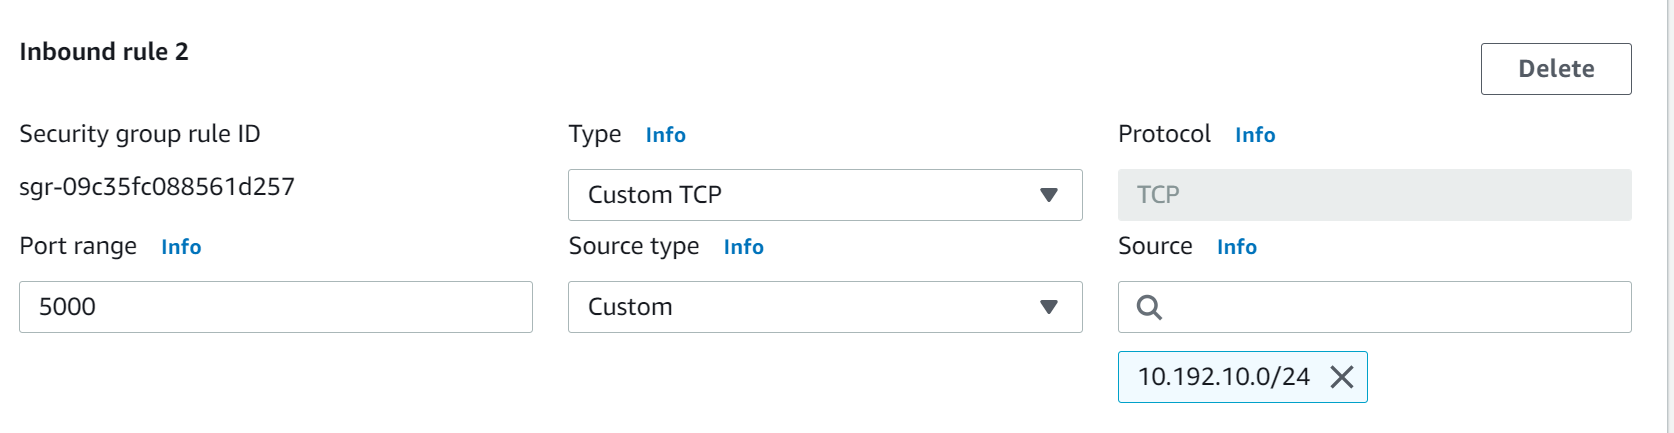 Inbound rule 2
Delete
Security group rule ID
sgr-09c35fc088561d257
Type Info
Custom TCP
Protocol Info
TCP
Port range Info
5000
Source type Info
Custom
Source Info
10.192.10.0/24